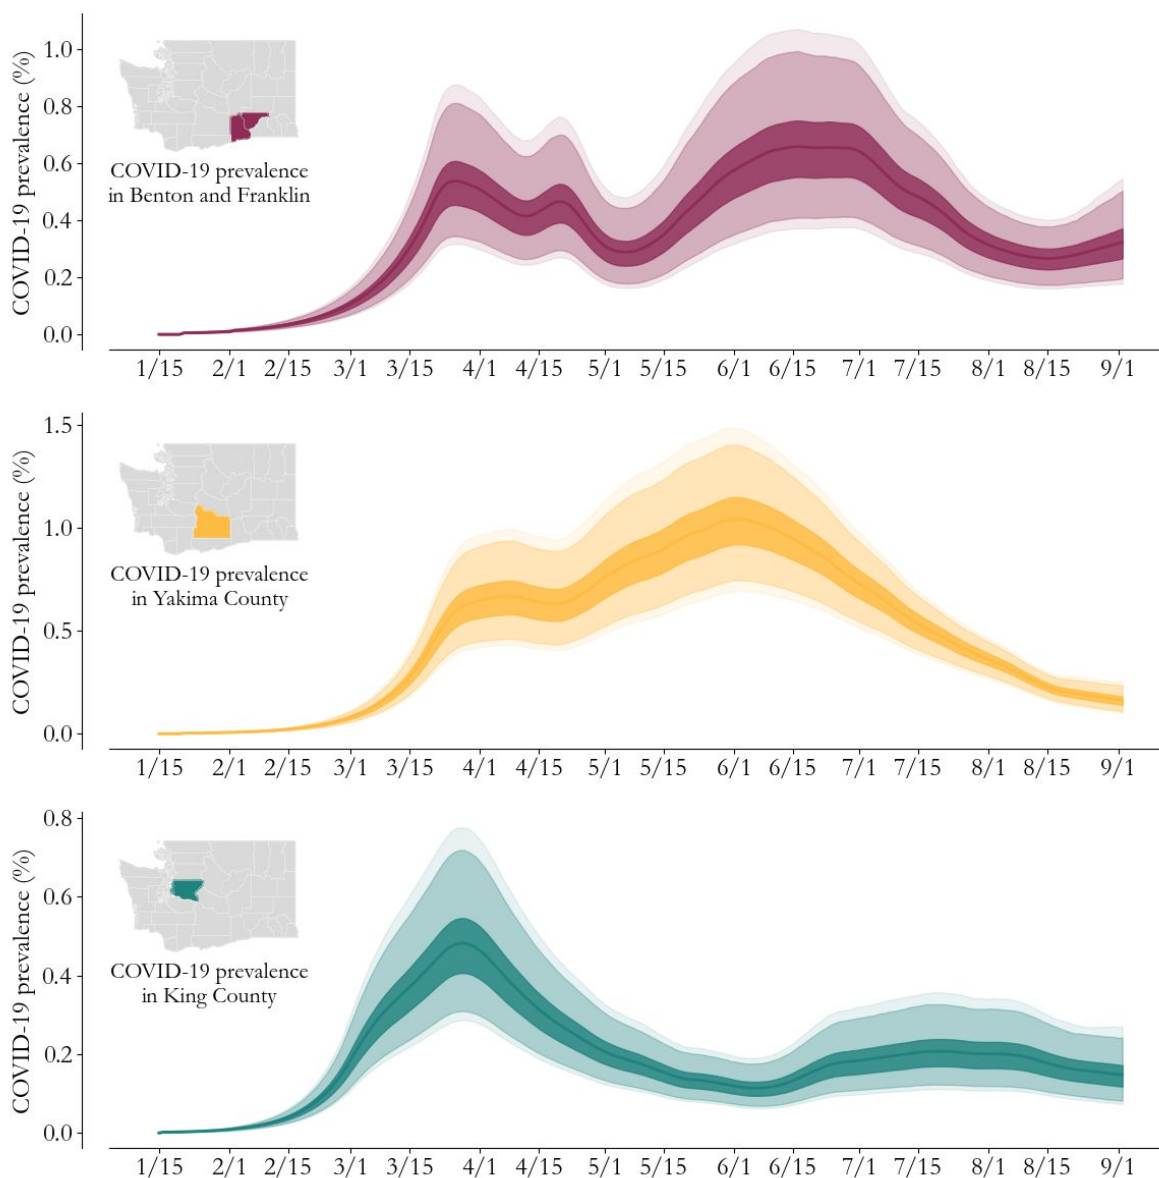 COVID-19 prevalence (%)
1.0
0.8
0.6
0.4
0.2
0.0
COVID-19 prevalence
in Benton and Franklin
1/15 2/1 2/15 3/1 3/15 4/1 4/15 5/1 5/15 6/1 6/15 7/1 7/15 8/1 8/15 9/1
COVID-19 prevalence (%)
1.5
1.0
0.5
0.0
COVID-19 prevalence
in Yakima County
1/15 2/1 2/15 3/1 3/15 4/1 4/15 5/1 5/15 6/1 6/15 7/1 7/15 8/1 8/15 9/1
COVID-19 prevalence (%)
0.8
0.6
0.4
0.2
0.0
COVID-19 prevalence
in King County
1/15 2/1 2/15 3/1 3/15 4/1 4/15 5/1 5/15 6/1 6/15 7/1 7/15 8/1 8/15 9/1